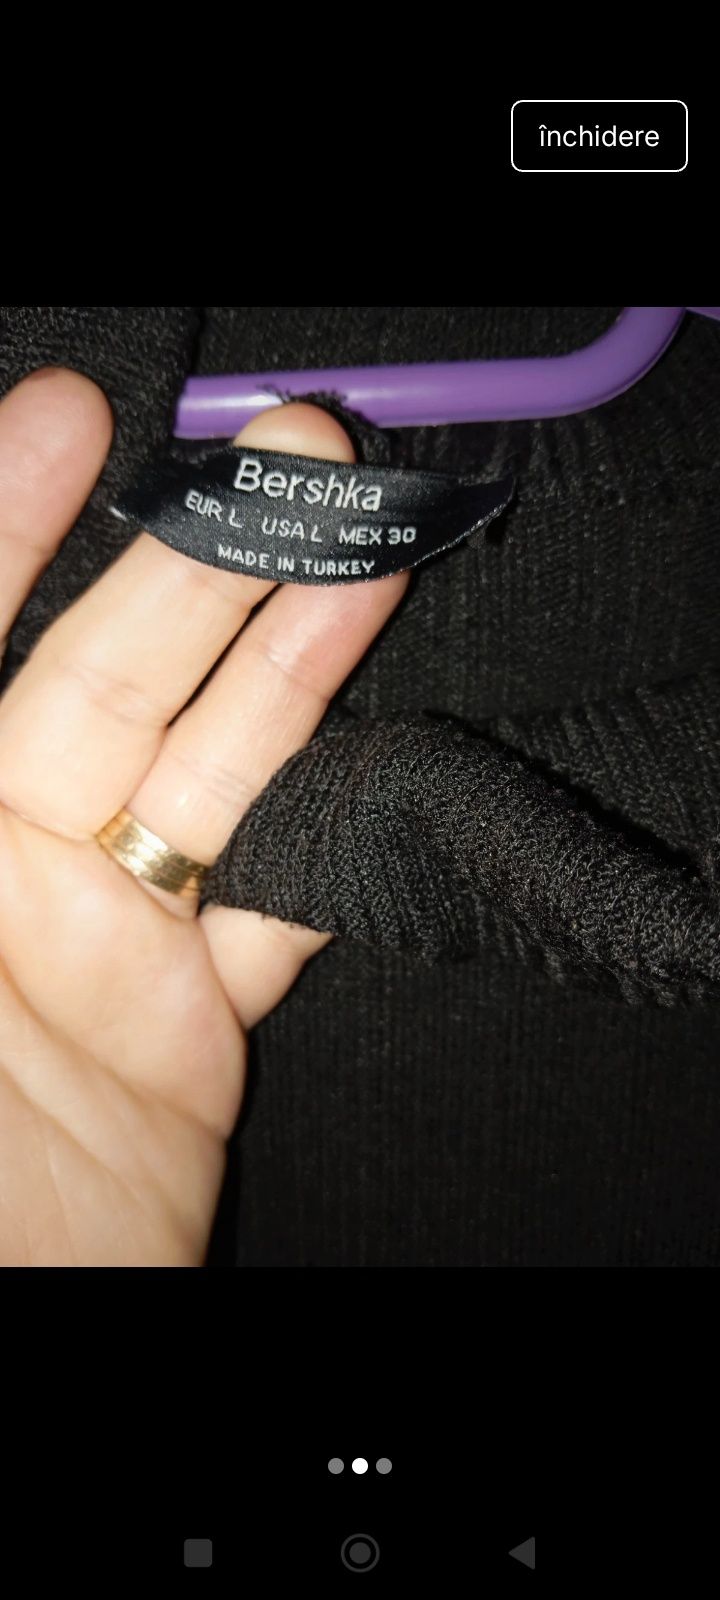 închidere
Bershka
EUR L USA L MEX 30
MADE IN TURKEY